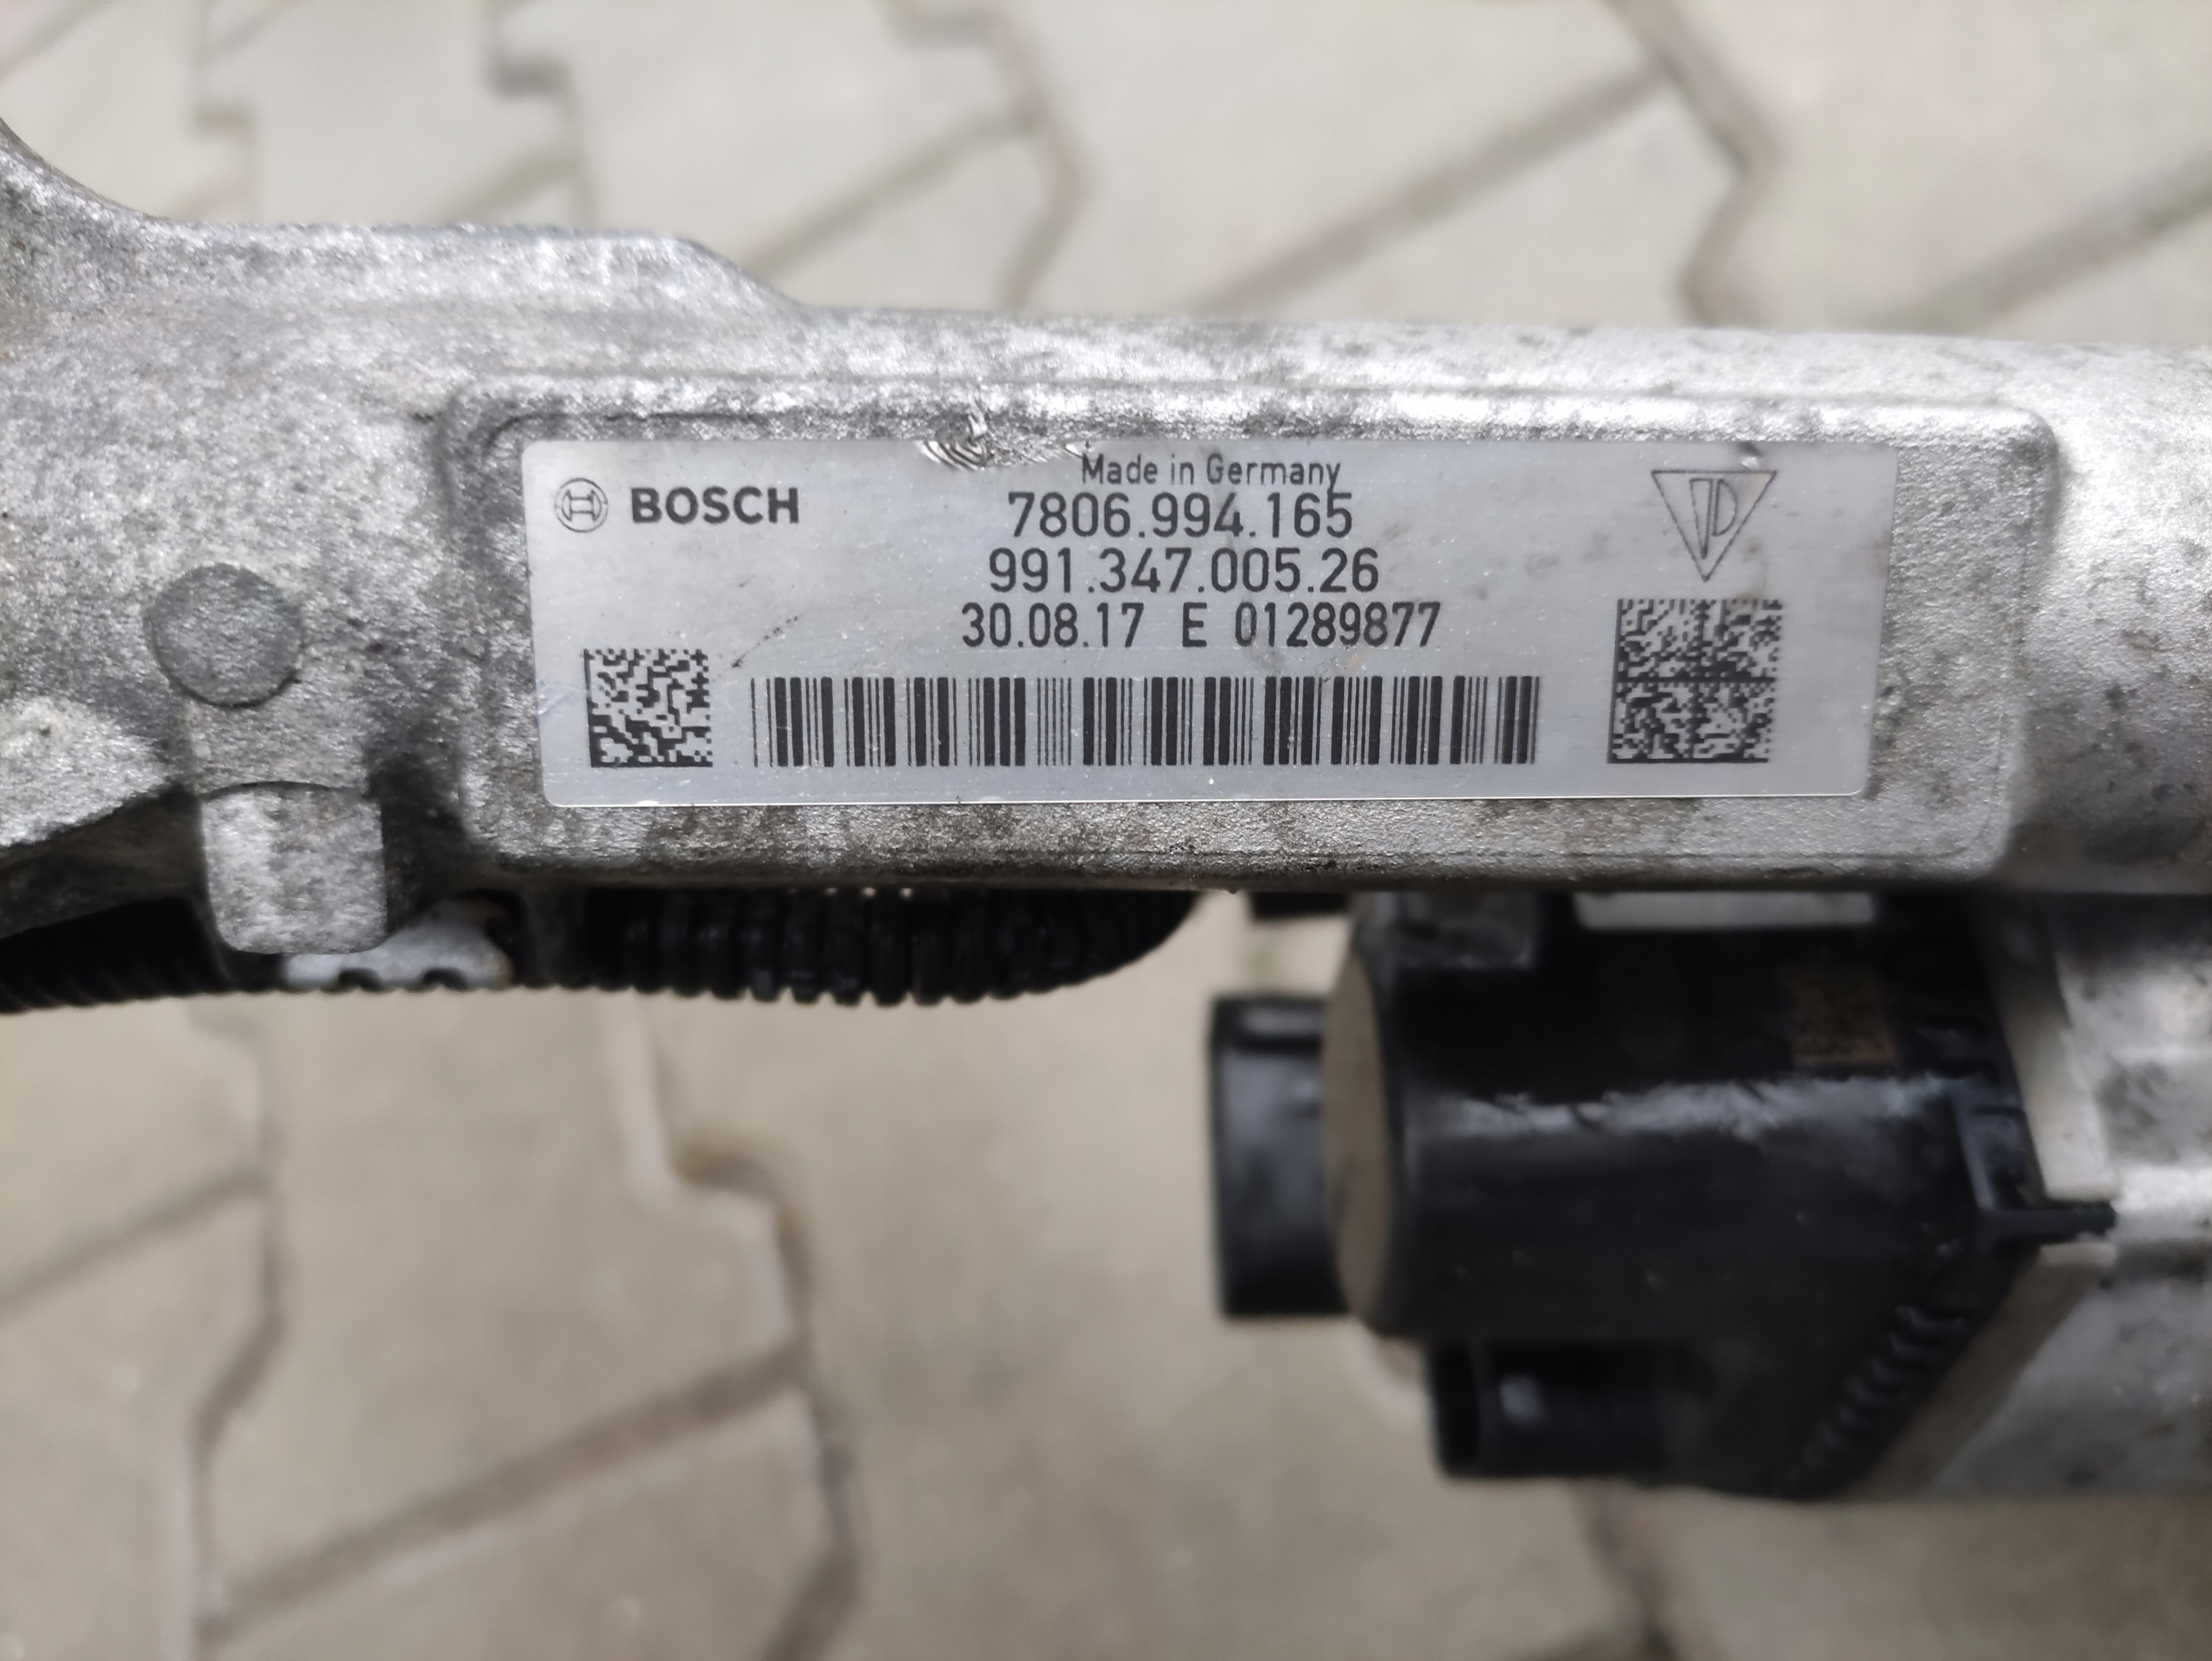 Made in Germany
BOSCH
7806.994.165
991.347.005.26
30.08.17 E 01289877